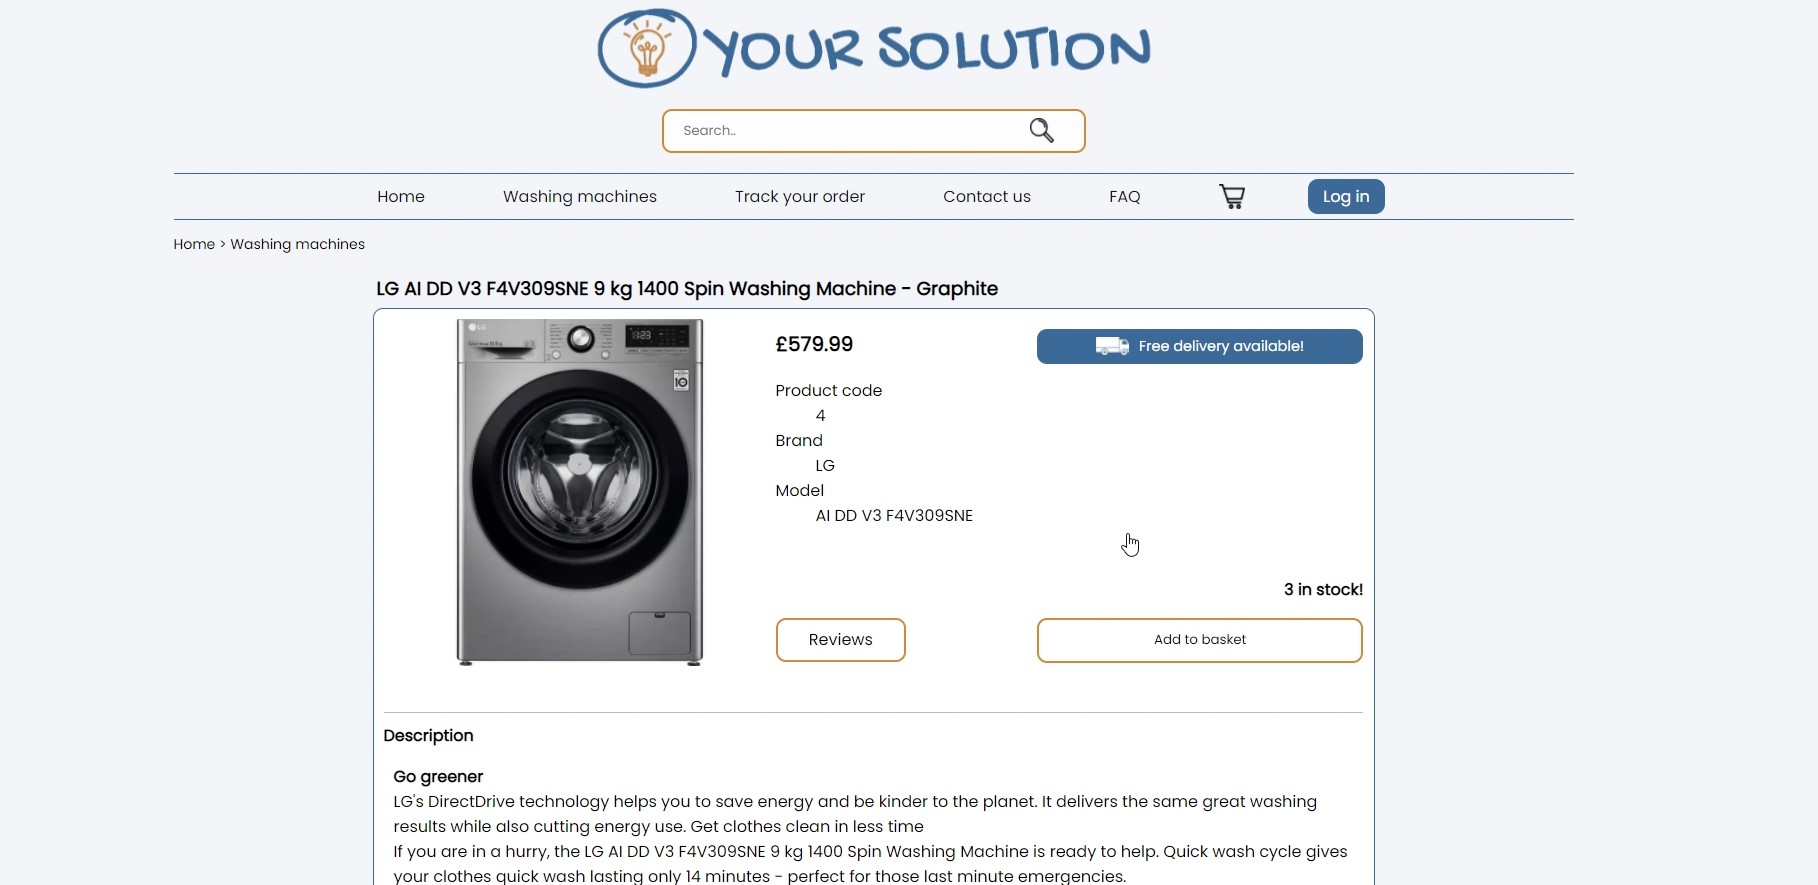 YOUR SOLUTION
Search..
Home Washing machines Track your order Contact us FAQ Log in
Home > Washing machines
LG AI DD V3 F4V309SNE 9 kg 1400 Spin Washing Machine - Graphite
LG
£579.99
Free delivery available!
Product code
4
Brand
LG
Model
AI DD V3 F4V309SNE
3 in stock!
Reviews
Add to basket
Description
Go greener
LG's DirectDrive technology helps you to save energy and be kinder to the planet. It delivers the same great washing
results while also cutting energy use. Get clothes clean in less time
If you are in a hurry, the LG AI DD V3 F4V309SNE 9 kg 1400 Spin Washing Machine is ready to help. Quick wash cycle gives
your clothes quick wash lasting only 14 minutes - perfect for those last minute emergencies.